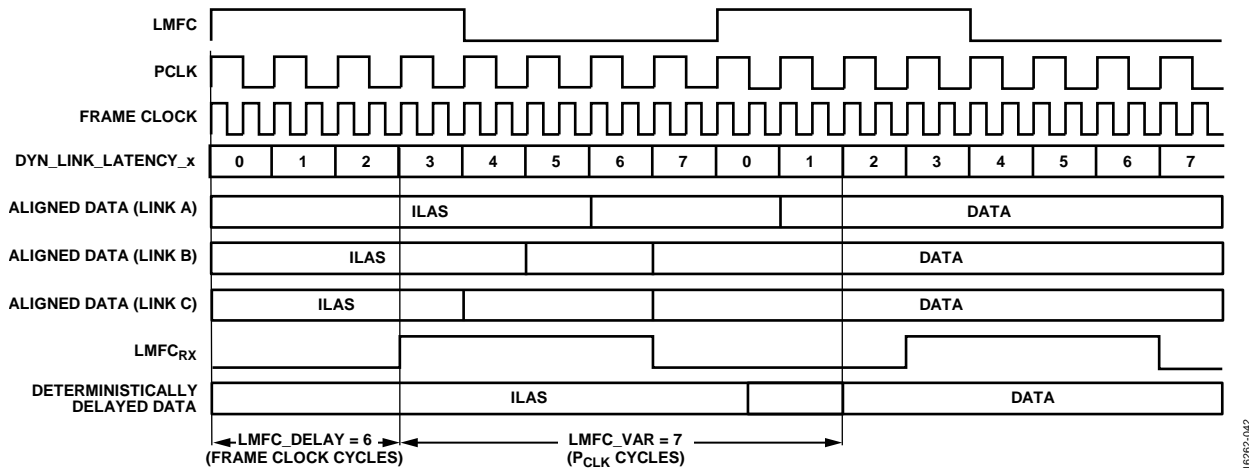 LMFC
PCLK
FRAME CLOCK
DYN_LINK_LATENCY_x 0 1 2 3 4 5 6 7 0 1 2 3 4 5 6 7
ALIGNED DATA (LINK A) ILAS DATA
ALIGNED DATA (LINK B) ILAS DATA
ALIGNED DATA (LINK C) ILAS DATA
LMFCRX
DETERMINISTICALLY
DELAYED DATA ILAS DATA
LMFC_DELAY = 6
(FRAME CLOCK CYCLES)
LMFC_VAR = 7
(PCLK CYCLES)
16262-042